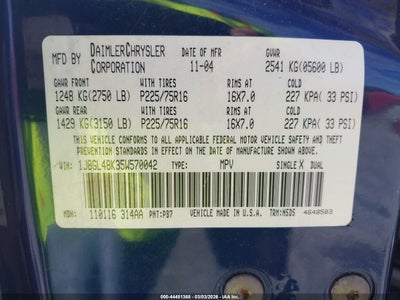 MFD BY DAIMLERCHRYSLER CORPORATION DATE OF MFR 11-04 GVWR 2541 KG(05600 LB)
GAWR FRONT WITH TIRES RIMS AT COLD
1248 KG(2750 LB) P225/75R16 16X7.0 227 KPA( 33 PSI)
GAWR REAR WITH TIRES RIMS AT COLD
1429 KG(3150 LB) P225/75R16 16X7.0 227 KPA( 33 PSI)
THIS VEHICLE CONFORMS TO ALL APPLICABLE FEDERAL MOTOR VEHICLE SAFETY, BUMPER, AND THEFT
PREVENTION STANDARDS IN EFFECT ON THE DATE OF MANUFACTURE SHOWN ABOVE.
VIN: 1J8GL48K35W570042 TYPE: MPV SINGLE X DUAL
MDH: 110116 314AA PNT: PB7 VEHICLE MADE IN U.S.A. TRM: N5D5 4648503
000-44481368 - 03/03/2026 - www.iaai.com